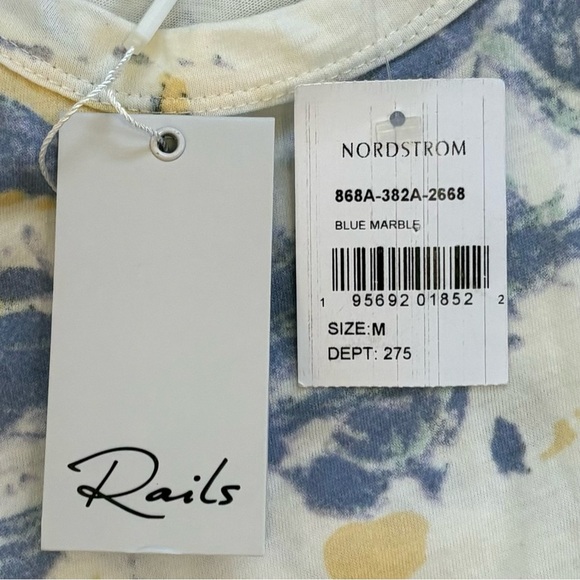 NORDSTROM
868A-382A-2668
BLUE MARBLE
1 95692 01852 2
SIZE:M
DEPT: 275
Rails